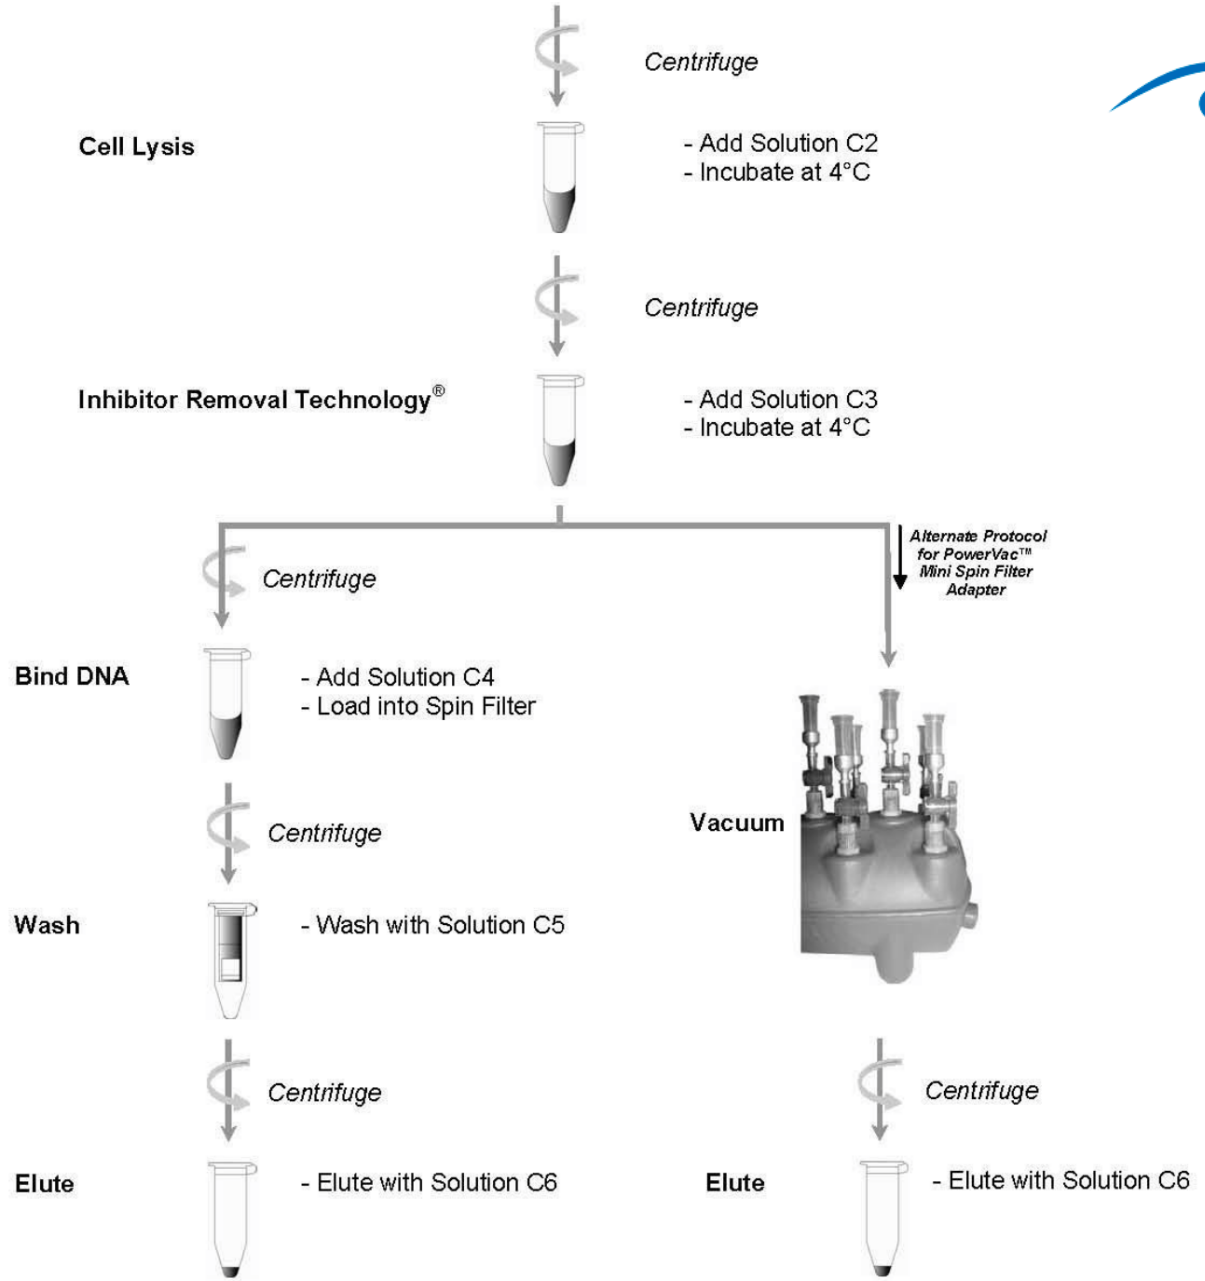 Centrifuge
Cell Lysis
- Add Solution C2
- Incubate at 4°C
Centrifuge
Inhibitor Removal Technology®
- Add Solution C3
- Incubate at 4°C
Alternate Protocol
for PowerVac™
Mini Spin Filter
Adapter
Centrifuge
Bind DNA
- Add Solution C4
- Load into Spin Filter
Centrifuge
Vacuum
Wash
- Wash with Solution C5
Centrifuge
Centrifuge
Elute
- Elute with Solution C6
Elute
- Elute with Solution C6